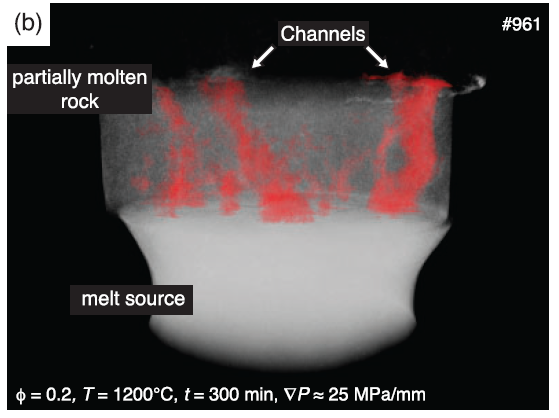 (b)
#961
Channels
partially molten
rock
melt source
ϕ = 0.2, T = 1200°C, t = 300 min, ∇P ≈ 25 MPa/mm